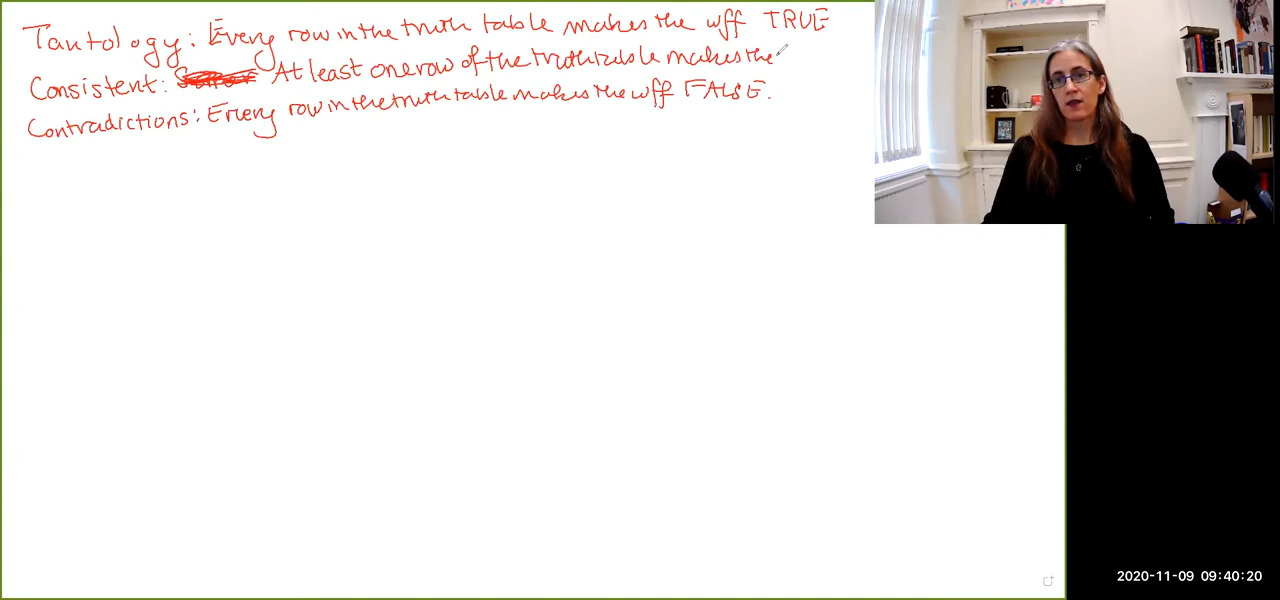 Tautology: Every row in the truth table makes the wff TRUE
Consistent: At least one row of the truth table makes the
Contradictions: Every row in the truth table makes the wff FALSE.
2020-11-09 09:40:20